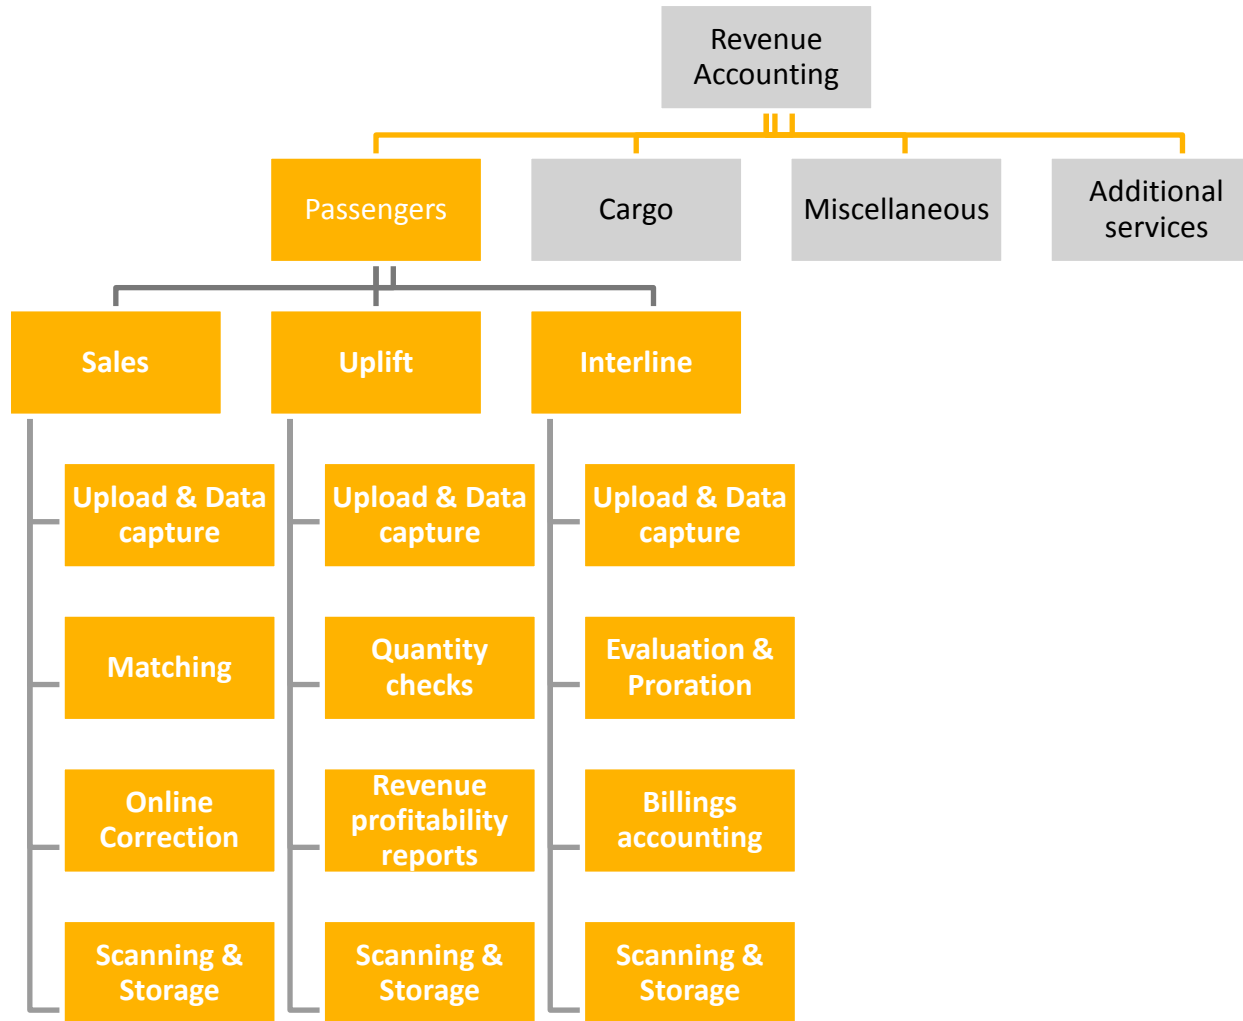 Revenue
Accounting
Passengers
Cargo
Miscellaneous
Additional
services
Sales
Uplift
Interline
Upload & Data
capture
Upload & Data
capture
Upload & Data
capture
Matching
Quantity
checks
Evaluation &
Proration
Online
Correction
Revenue
profitability
reports
Billings
accounting
Scanning &
Storage
Scanning &
Storage
Scanning &
Storage